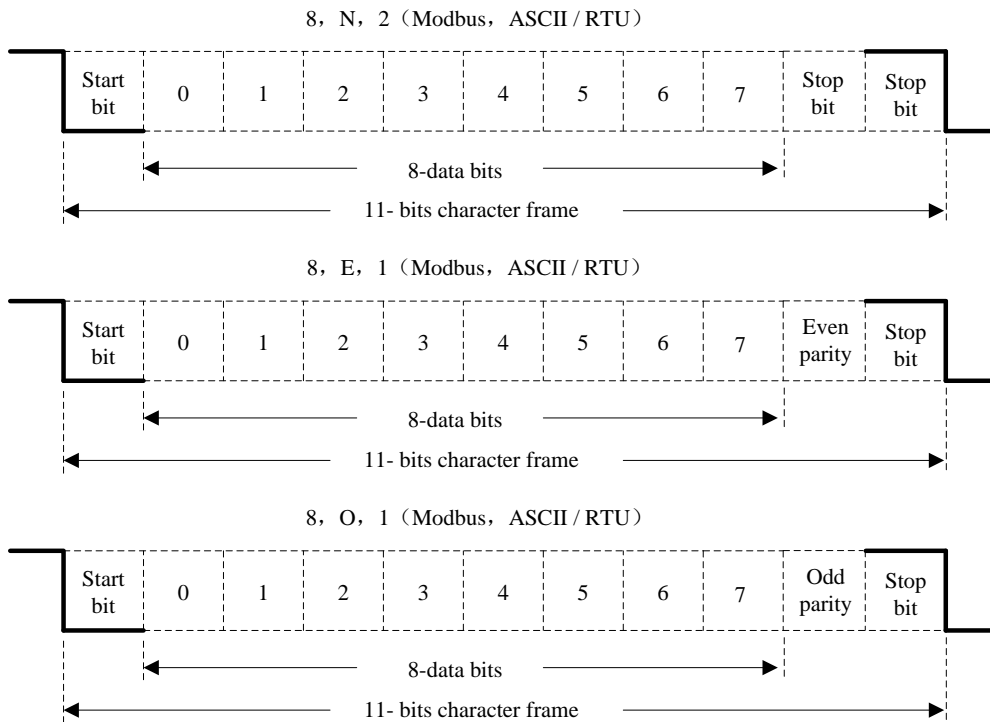 8，N，2（Modbus，ASCII / RTU）
Start bit 0 1 2 3 4 5 6 7 Stop bit Stop bit
8-data bits
11- bits character frame
8，E，1（Modbus，ASCII / RTU）
Start bit 0 1 2 3 4 5 6 7 Even parity Stop bit
8-data bits
11- bits character frame
8，O，1（Modbus，ASCII / RTU）
Start bit 0 1 2 3 4 5 6 7 Odd parity Stop bit
8-data bits
11- bits character frame